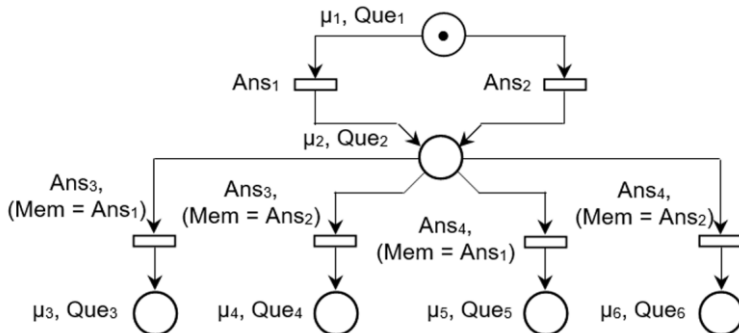 μ₁, Que₁
Ans₁
Ans₂
μ₂, Que₂
Ans₃,
(Mem = Ans₁)
Ans₃,
(Mem = Ans₂)
Ans₄,
(Mem = Ans₁)
Ans₄,
(Mem = Ans₂)
μ₃, Que₃
μ₄, Que₄
μ₅, Que₅
μ₆, Que₆